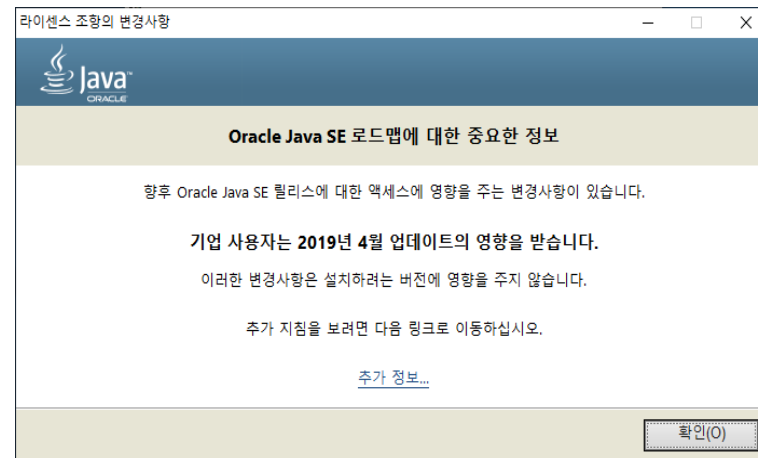 라이센스 조항의 변경사항
Java
ORACLE
Oracle Java SE 로드맵에 대한 중요한 정보
향후 Oracle Java SE 릴리스에 대한 액세스에 영향을 주는 변경사항이 있습니다.
기업 사용자는 2019년 4월 업데이트의 영향을 받습니다.
이러한 변경사항은 설치하려는 버전에 영향을 주지 않습니다.
추가 지침을 보려면 다음 링크로 이동하십시오.
추가 정보...
확인(O)